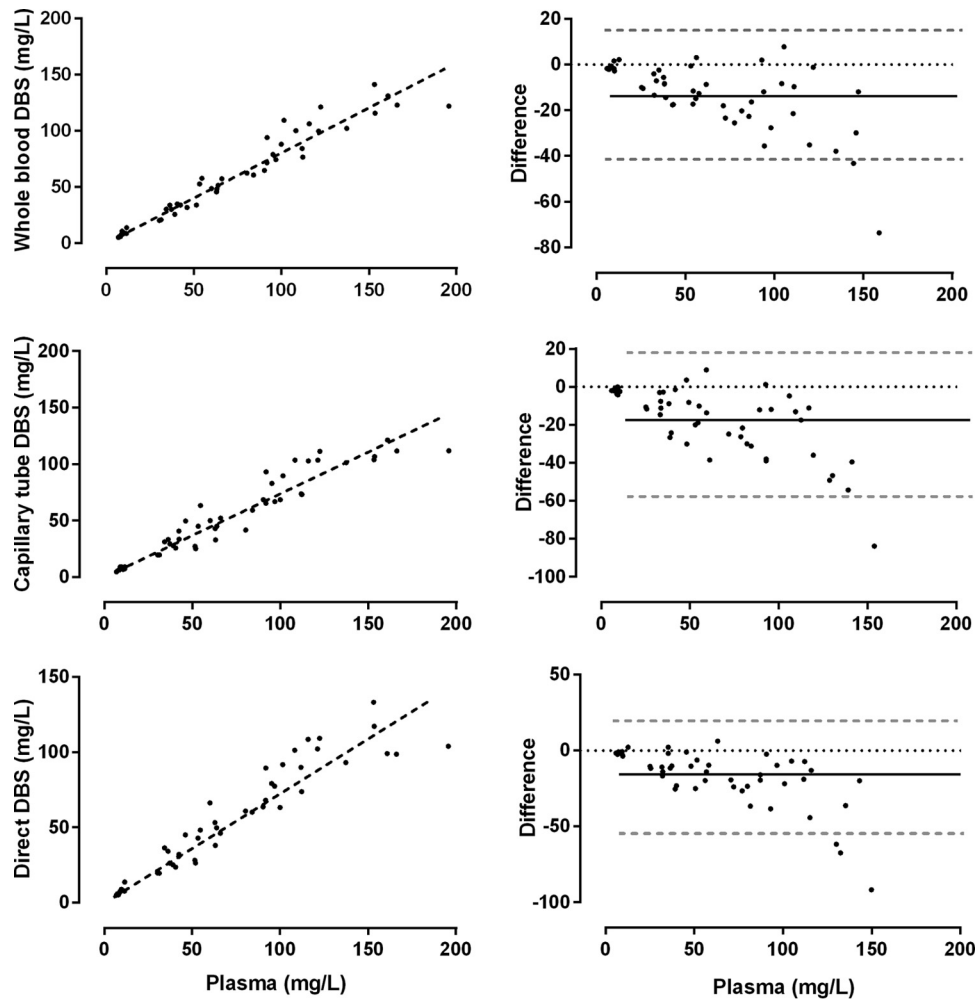 Whole blood DBS (mg/L)
200
150
100
50
0
0 50 100 150 200
Difference
20
0
-20
-40
-60
-80
0 50 100 150 200
Capillary tube DBS (mg/L)
200
150
100
50
0
0 50 100 150 200
Difference
20
0
-20
-40
-60
-80
-100
0 50 100 150 200
Direct DBS (mg/L)
150
100
50
0
0 50 100 150 200
Plasma (mg/L)
Difference
50
0
-50
-100
0 50 100 150 200
Plasma (mg/L)